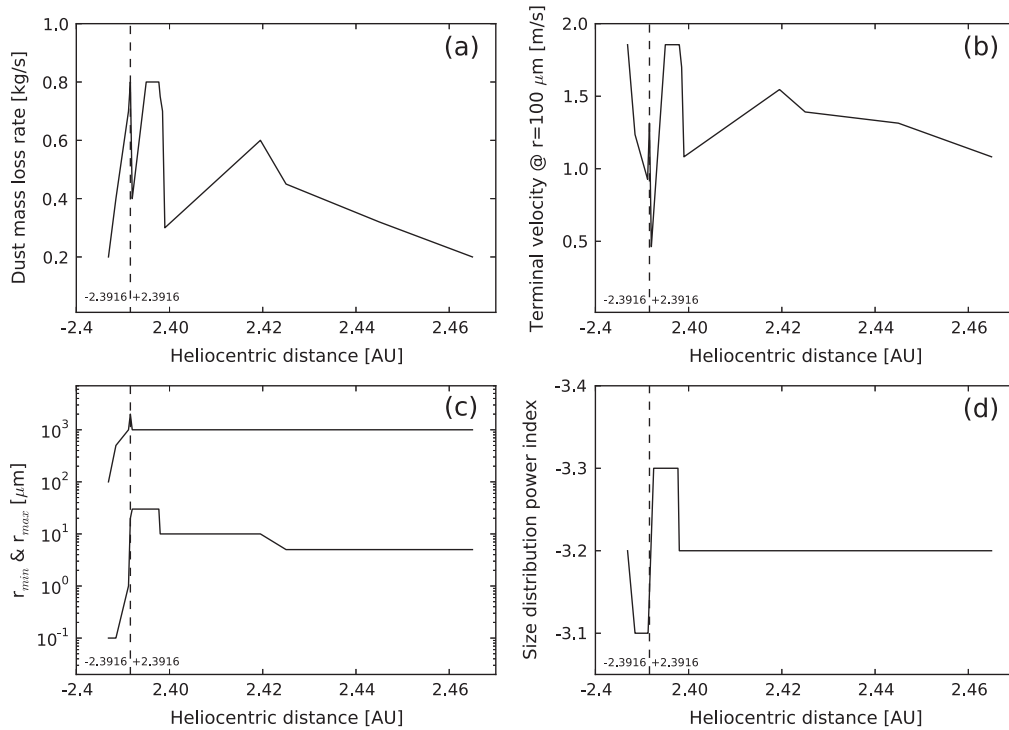 (a)
Dust mass loss rate [kg/s]
1.0
0.8
0.6
0.4
0.2
-2.3916 +2.3916
-2.4 2.40 2.42 2.44 2.46
Heliocentric distance [AU]
(b)
Terminal velocity @ r=100 μm [m/s]
2.0
1.5
1.0
0.5
-2.3916 +2.3916
-2.4 2.40 2.42 2.44 2.46
Heliocentric distance [AU]
(c)
r_min & r_max [μm]
10³
10²
10¹
10⁰
10⁻¹
-2.3916 +2.3916
-2.4 2.40 2.42 2.44 2.46
Heliocentric distance [AU]
(d)
Size distribution power index
-3.4
-3.3
-3.2
-3.1
-2.3916 +2.3916
-2.4 2.40 2.42 2.44 2.46
Heliocentric distance [AU]